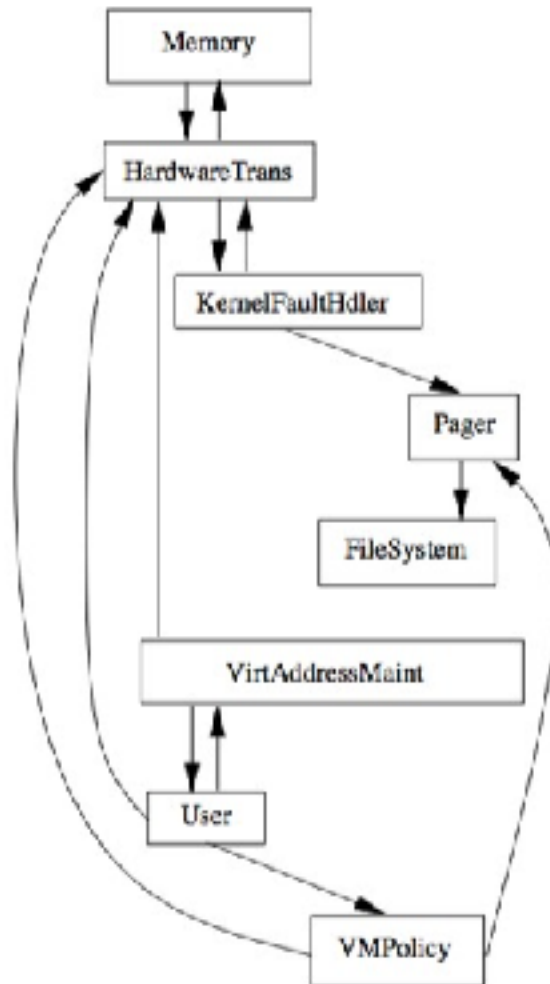 Memory
HardwareTrans
KernelFaultHdler
Pager
FileSystem
VirtAddressMaint
User
VMPolicy